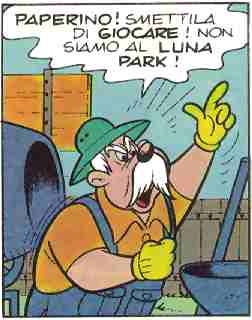 PAPERINO! SMETTILA
DI GIOCARE! NON
SIAMO AL LUNA
PARK!